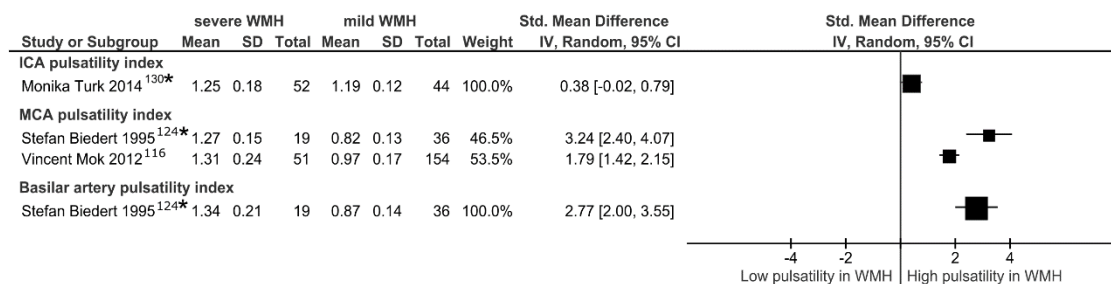 severe WMH mild WMH Std. Mean Difference Std. Mean Difference
Study or Subgroup Mean SD Total Mean SD Total Weight IV, Random, 95% CI IV, Random, 95% CI
ICA pulsatility index
Monika Turk 2014 130* 1.25 0.18 52 1.19 0.12 44 100.0% 0.38 [-0.02, 0.79]
MCA pulsatility index
Stefan Biedert 1995 124* 1.27 0.15 19 0.82 0.13 36 46.5% 3.24 [2.40, 4.07]
Vincent Mok 2012 116 1.31 0.24 51 0.97 0.17 154 53.5% 1.79 [1.42, 2.15]
Basilar artery pulsatility index
Stefan Biedert 1995 124* 1.34 0.21 19 0.87 0.14 36 100.0% 2.77 [2.00, 3.55]
-4 -2 0 2 4
Low pulsatility in WMH High pulsatility in WMH